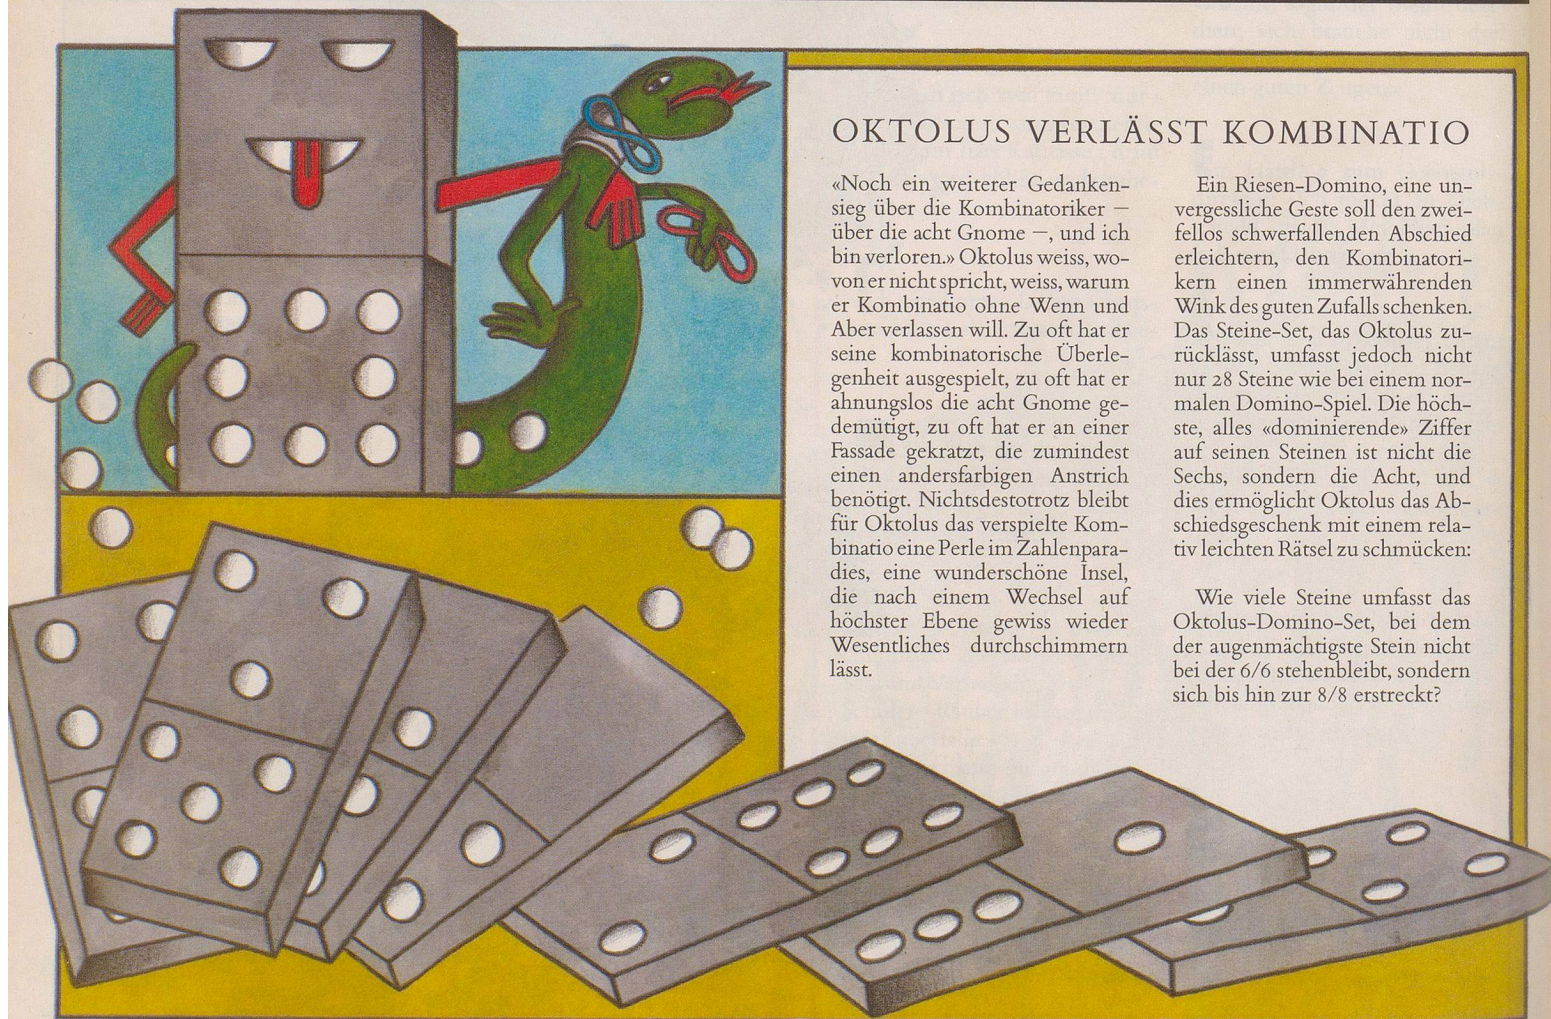 OKTOLUS VERLÄSST KOMBINATIO
«Noch ein weiterer Gedanken-
sieg über die Kombinatoriker —
über die acht Gnome —, und ich
bin verloren.» Oktolus weiss, wo-
von er nicht spricht, weiss, warum
er Kombinatio ohne Wenn und
Aber verlassen will. Zu oft hat er
seine kombinatorische Überle-
genheit ausgespielt, zu oft hat er
ahnungslos die acht Gnome ge-
demütigt, zu oft hat er an einer
Fassade gekratzt, die zumindest
einen andersfarbigen Anstrich
benötigt. Nichtsdestotrotz bleibt
für Oktolus das verspielte Kom-
binatio eine Perle im Zahlenpara-
dies, eine wunderschöne Insel,
die nach einem Wechsel auf
höchster Ebene gewiss wieder
Wesentliches durchschimmern
lässt.
Ein Riesen-Domino, eine un-
vergessliche Geste soll den zwei-
fellos schwerfallenden Abschied
erleichtern, den Kombinatori-
kern einen immerwährenden
Wink des guten Zufalls schenken.
Das Steine-Set, das Oktolus zu-
rücklässt, umfasst jedoch nicht
nur 28 Steine wie bei einem nor-
malen Domino-Spiel. Die höch-
ste, alles «dominierende» Ziffer
auf seinen Steinen ist nicht die
Sechs, sondern die Acht, und
dies ermöglicht Oktolus das Ab-
schiedsgeschenk mit einem rela-
tiv leichten Rätsel zu schmücken:
Wie viele Steine umfasst das
Oktolus-Domino-Set, bei dem
der augenmächtigste Stein nicht
bei der 6/6 stehenbleibt, sondern
sich bis hin zur 8/8 erstreckt?